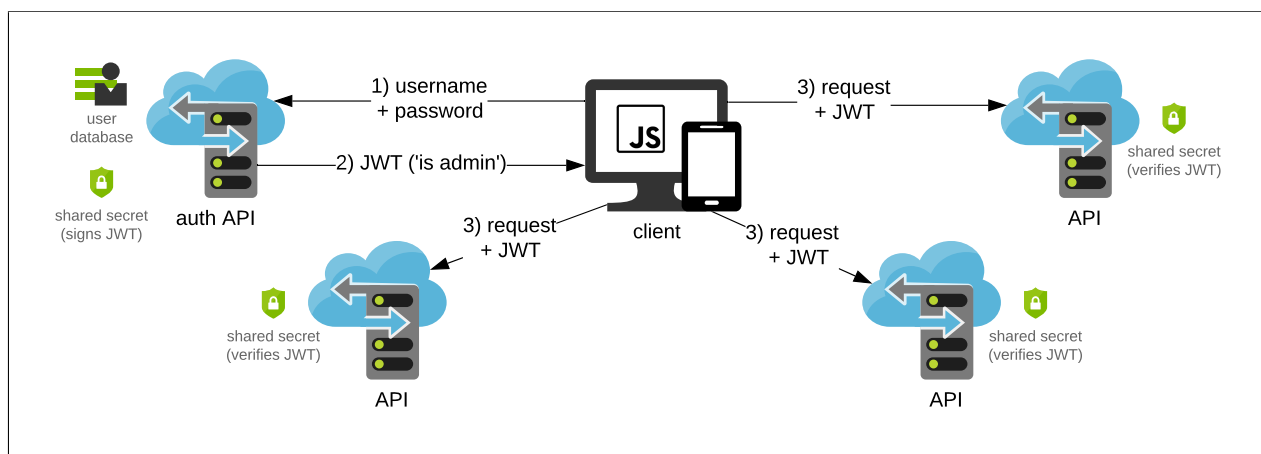 user
database
shared secret
(signs JWT)
auth API
1) username
+ password
2) JWT ('is admin')
JS
client
3) request
+ JWT
shared secret
(verifies JWT)
API
3) request
+ JWT
shared secret
(verifies JWT)
API
3) request
+ JWT
shared secret
(verifies JWT)
API